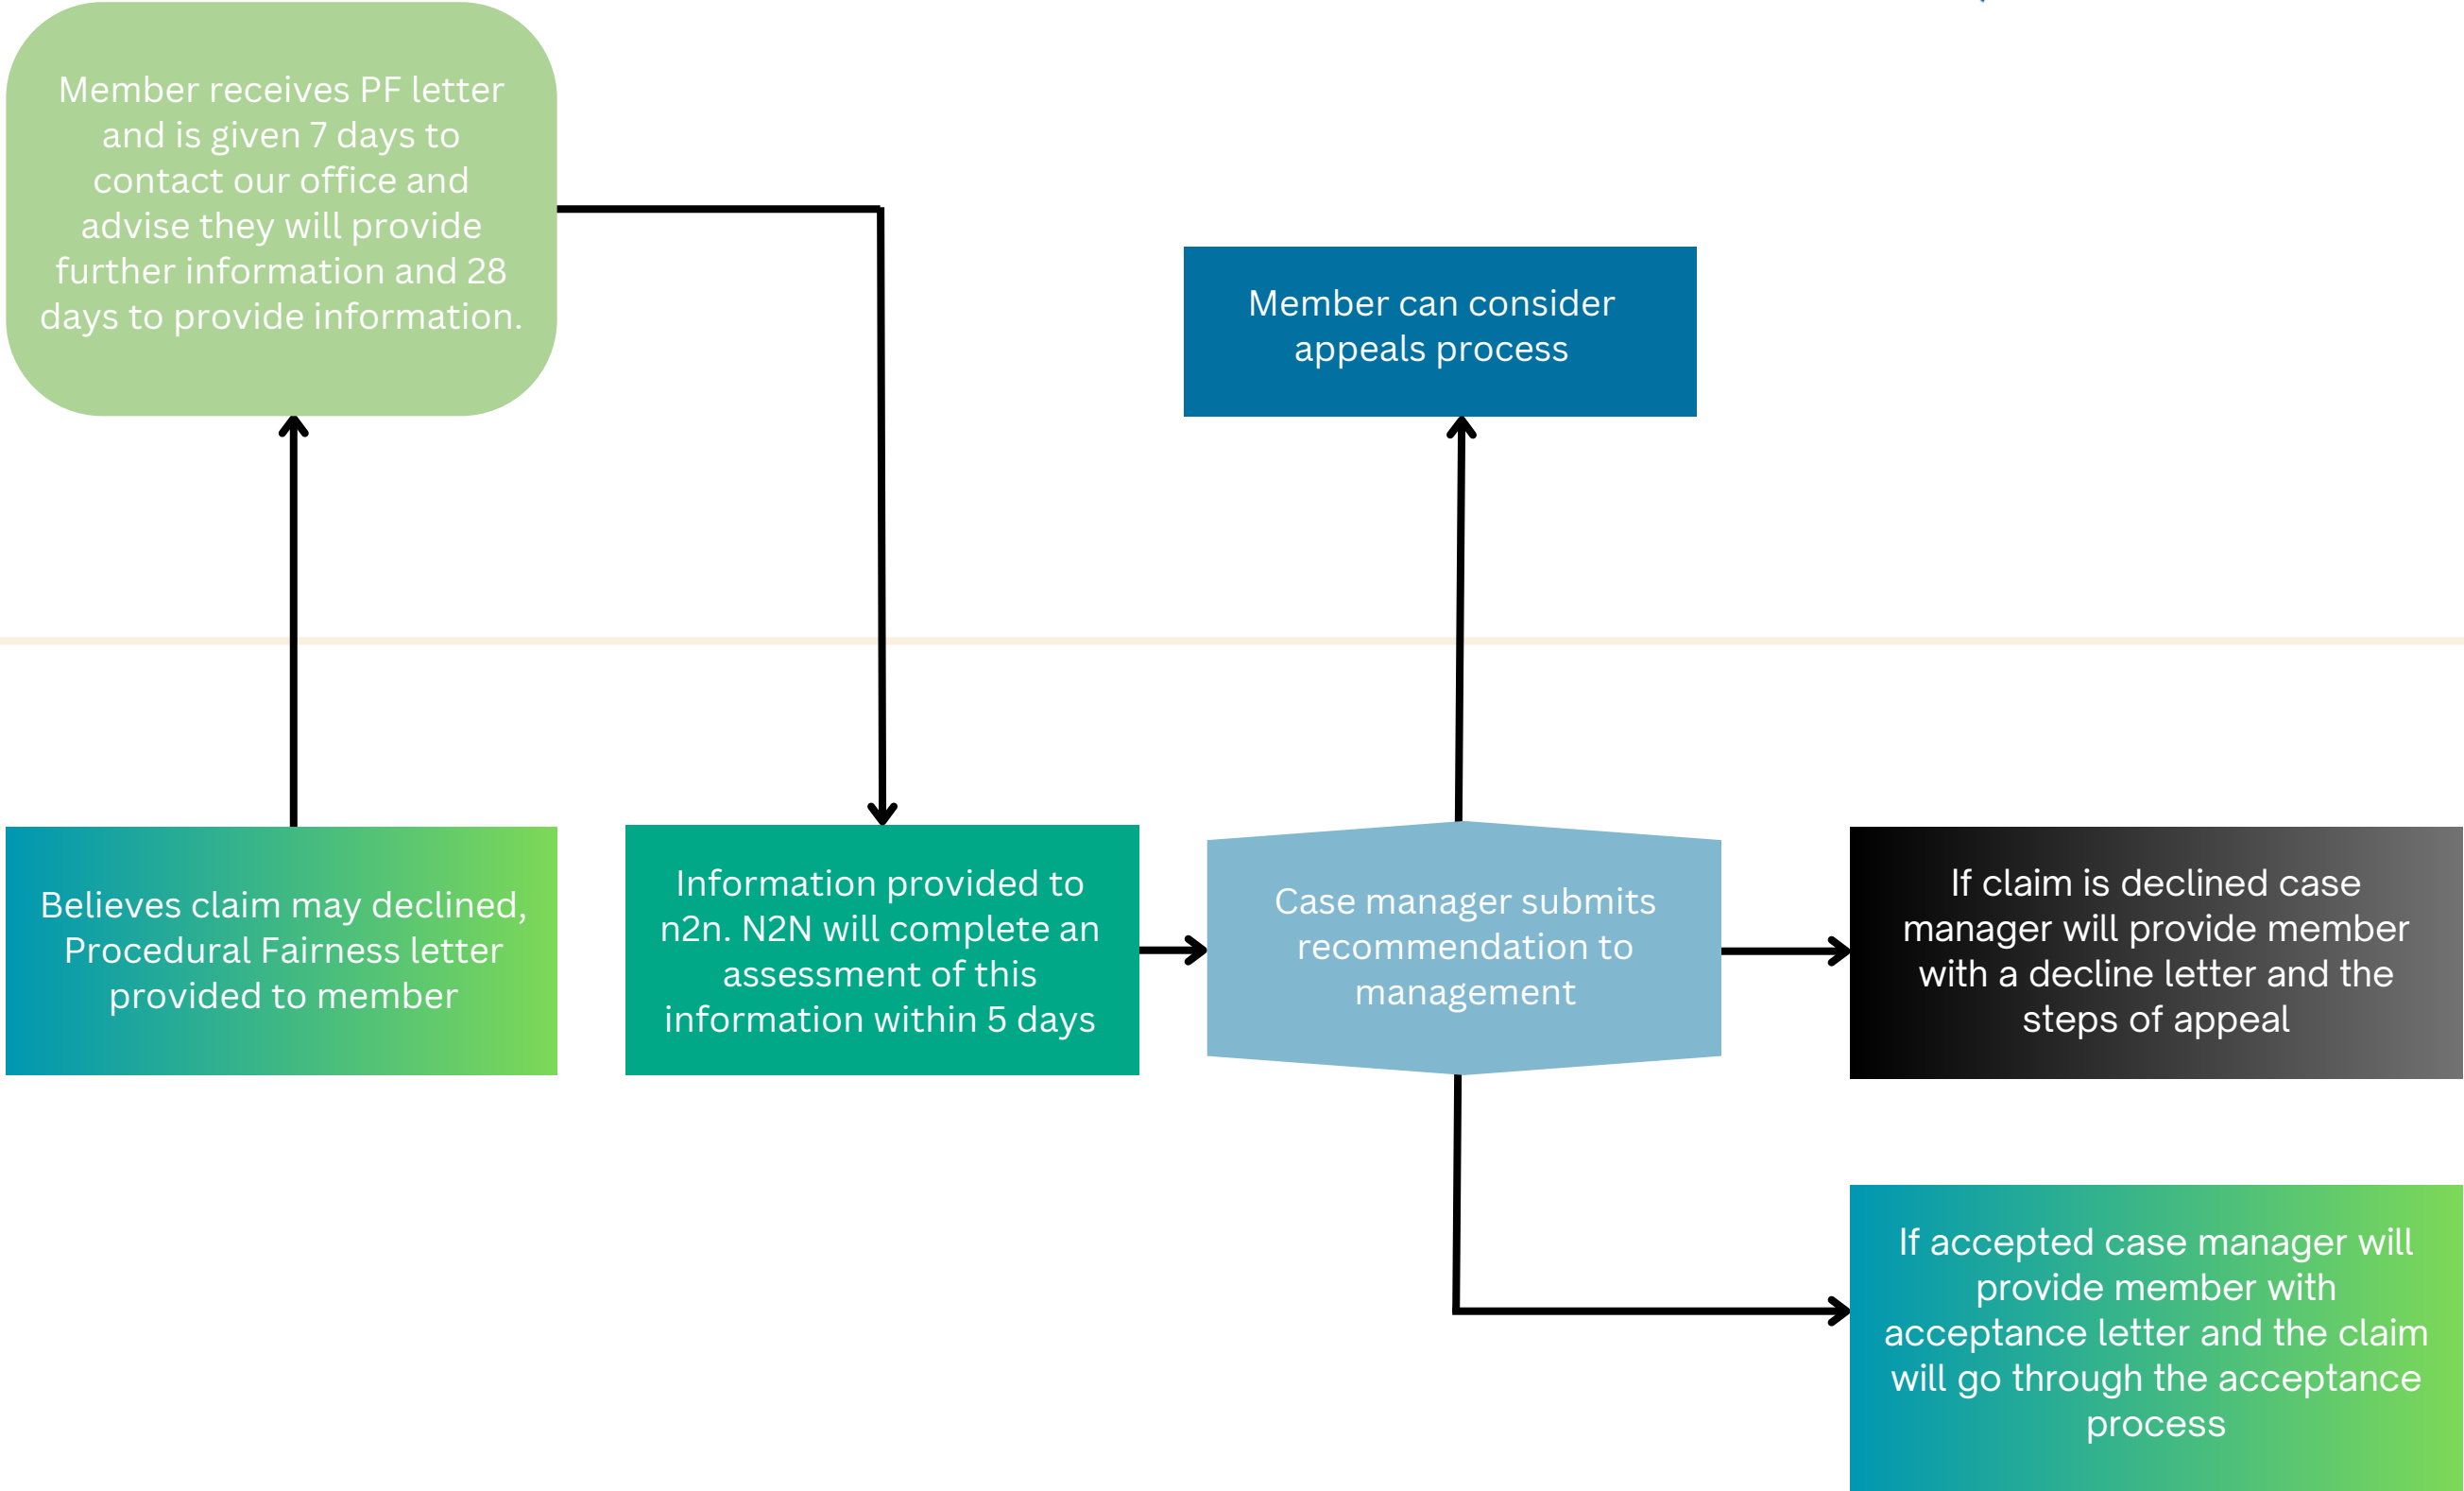 Member receives PF letter
and is given 7 days to
contact our office and
advise they will provide
further information and 28
days to provide information.
Member can consider
appeals process
Believes claim may declined,
Procedural Fairness letter
provided to member
Information provided to
n2n. N2N will complete an
assessment of this
information within 5 days
Case manager submits
recommendation to
management
If claim is declined case
manager will provide member
with a decline letter and the
steps of appeal
If accepted case manager will
provide member with
acceptance letter and the claim
will go through the acceptance
process